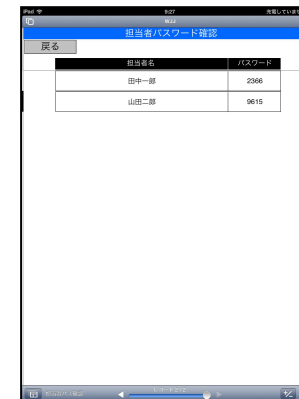 iPad 9:27 充電していません
戻る
担当者パスワード確認
担当者名 パスワード
田中一郎 2366
山田二郎 9615